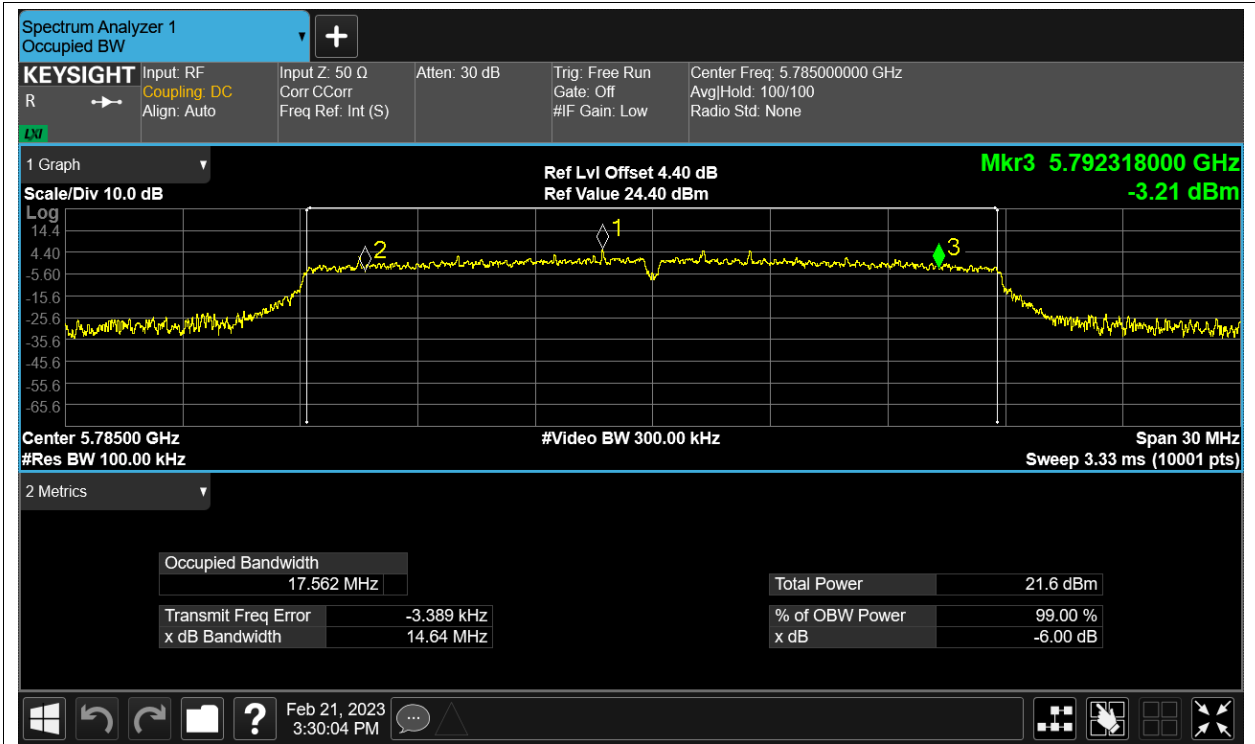 Spectrum Analyzer 1
Occupied BW
KEYSIGHT
R
LXI
Input: RF
Coupling: DC
Align: Auto
Input Z: 50 Ω
Corr CCorr
Freq Ref: Int (S)
Atten: 30 dB
Trig: Free Run
Gate: Off
#IF Gain: Low
Center Freq: 5.785000000 GHz
Avg|Hold: 100/100
Radio Std: None
1 Graph
Scale/Div 10.0 dB
Ref Lvl Offset 4.40 dB
Ref Value 24.40 dBm
Mkr3 5.792318000 GHz
-3.21 dBm
Log
14.4
4.40
-5.60
-15.6
-25.6
-35.6
-45.6
-55.6
-65.6
1
2
3
Center 5.78500 GHz
#Res BW 100.00 kHz
#Video BW 300.00 kHz
Span 30 MHz
Sweep 3.33 ms (10001 pts)
2 Metrics
Occupied Bandwidth
17.562 MHz
Total Power 21.6 dBm
Transmit Freq Error -3.389 kHz
% of OBW Power 99.00 %
x dB Bandwidth 14.64 MHz
x dB -6.00 dB
?
Feb 21, 2023
3:30:04 PM